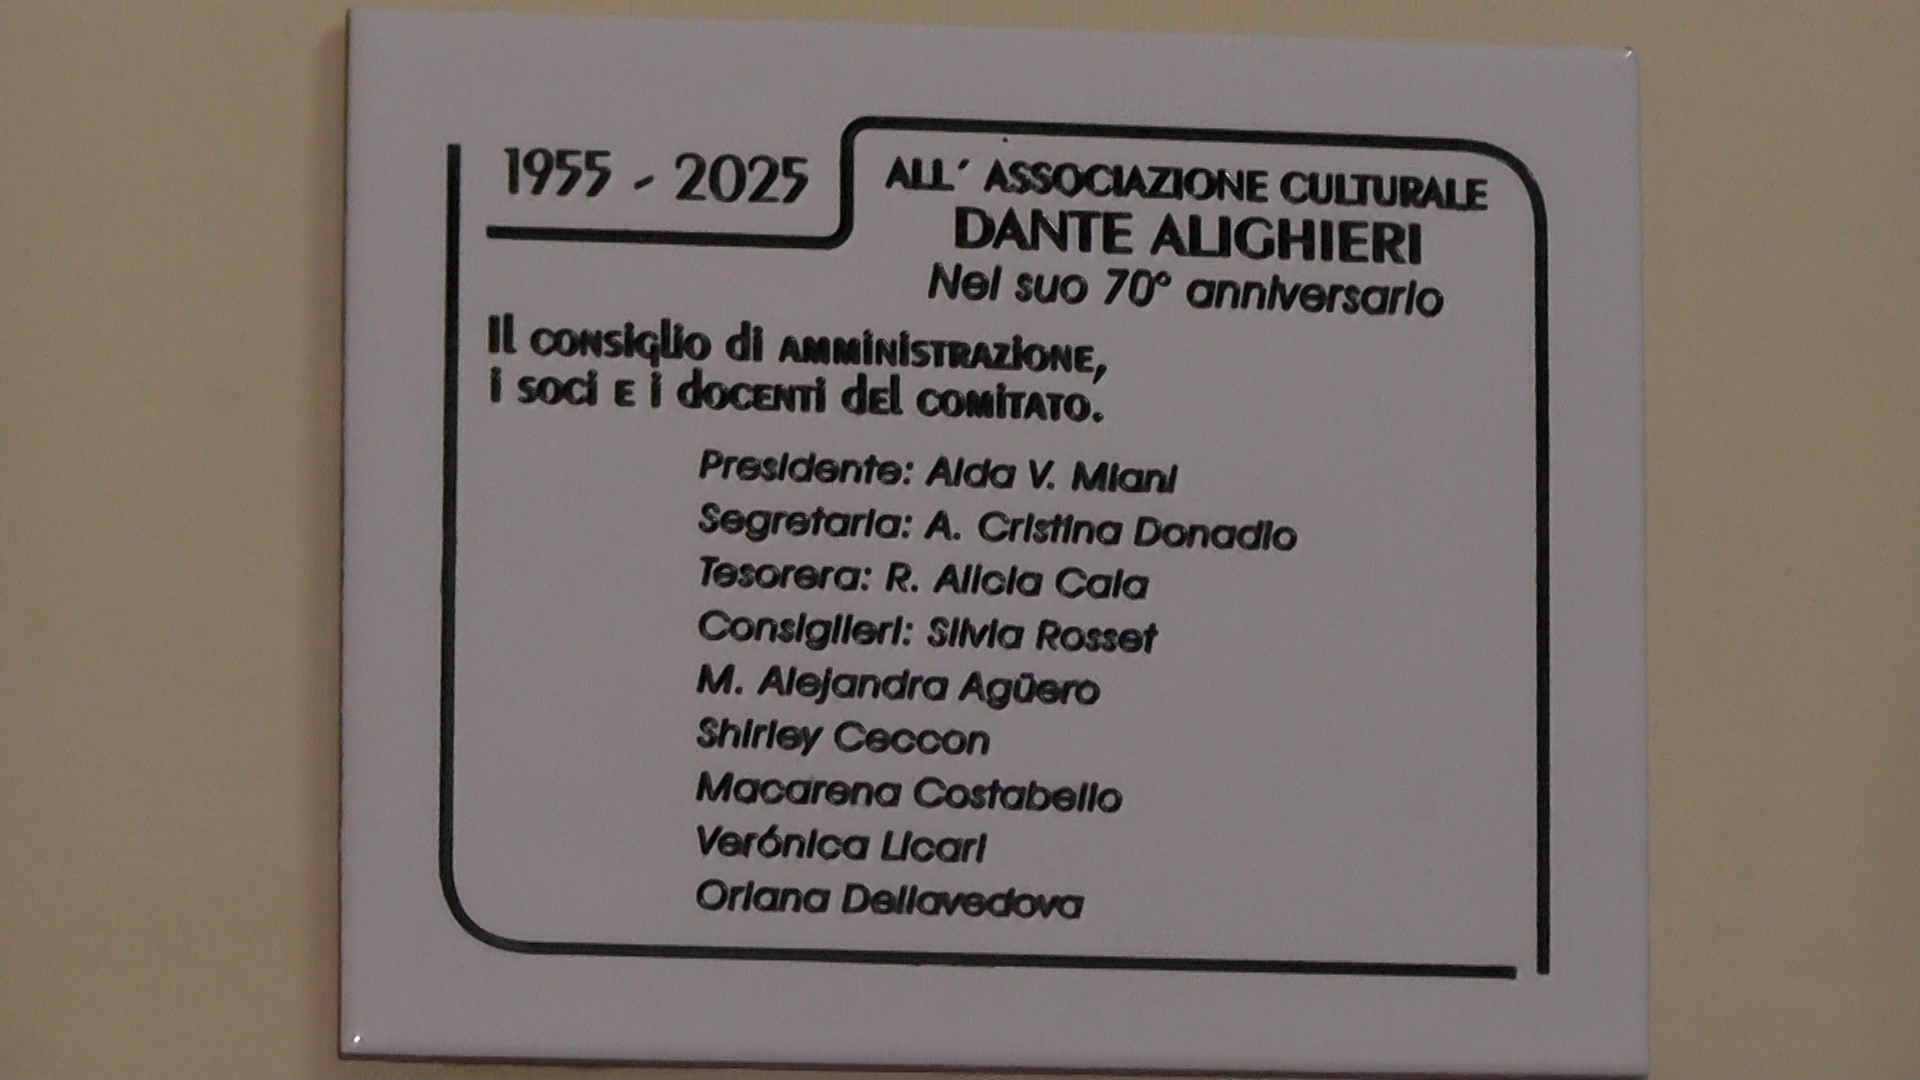 1955 - 2025
ALL' ASSOCIAZIONE CULTURALE
DANTE ALIGHIERI
Nel suo 70° anniversario
Il consiglio di amministrazione,
i soci e i docenti del comitato.
Presidente: Aida V. Miani
Segretaria: A. Cristina Donadio
Tesorera: R. Alicia Cala
Consiglieri: Silvia Rosset
M. Alejandra Agüero
Shirley Ceccon
Macarena Costabello
Verónica Licari
Oriana Dellavedova